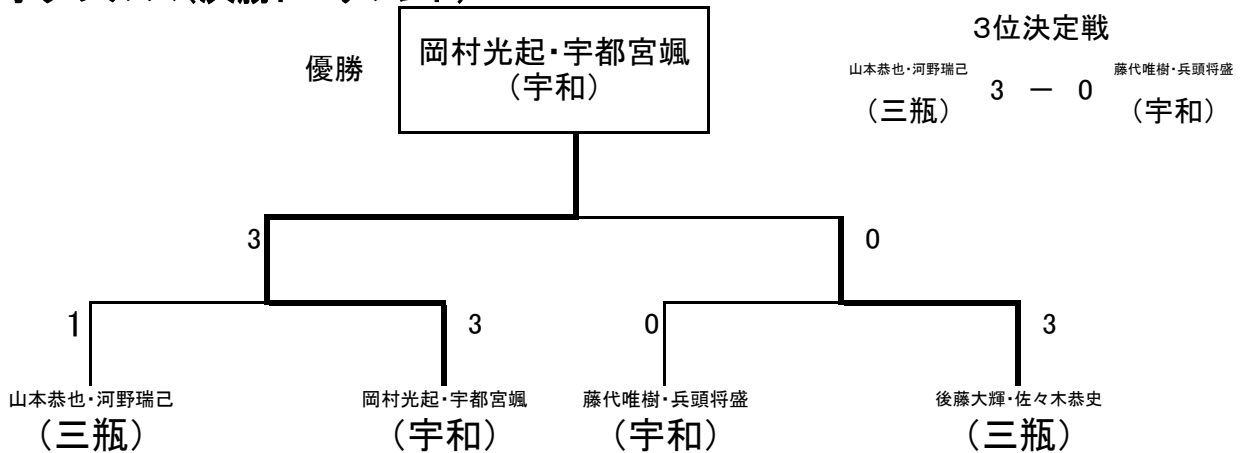 3位決定戦
優勝
岡村光起・宇都宮颯
（宇和）
山本恭也・河野瑞己
（三瓶）
3 － 0
藤代唯樹・兵頭将盛
（宇和）
3
0
1
3
0
3
山本恭也・河野瑞己
岡村光起・宇都宮颯
藤代唯樹・兵頭将盛
後藤大輝・佐々木恭史
（三瓶）
（宇和）
（宇和）
（三瓶）